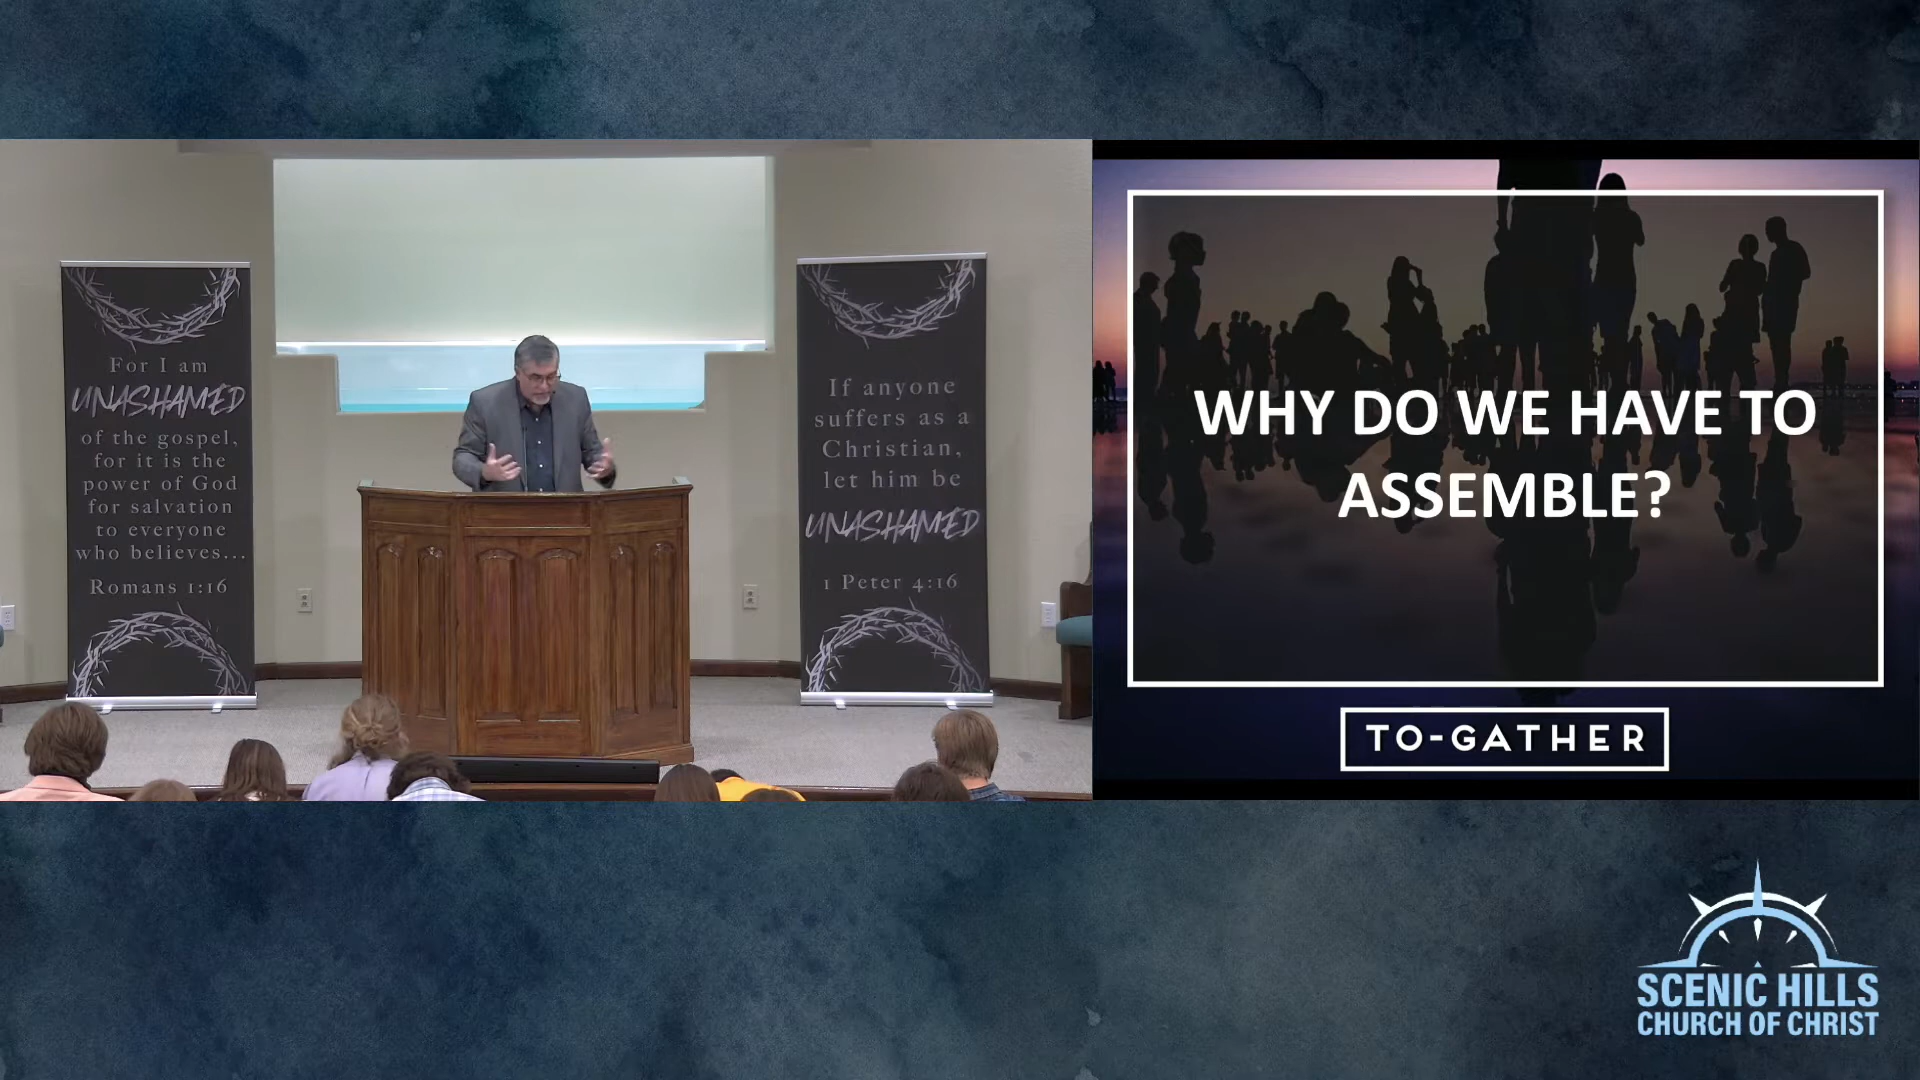 For I am
UNASHAMED
of the gospel,
for it is the
power of God
for salvation
to everyone
who believes...
Romans 1:16
If anyone
suffers as a
Christian,
let him be
UNASHAMED
1 Peter 4:16
WHY DO WE HAVE TO
ASSEMBLE?
TO-GATHER
SCENIC HILLS
CHURCH OF CHRIST